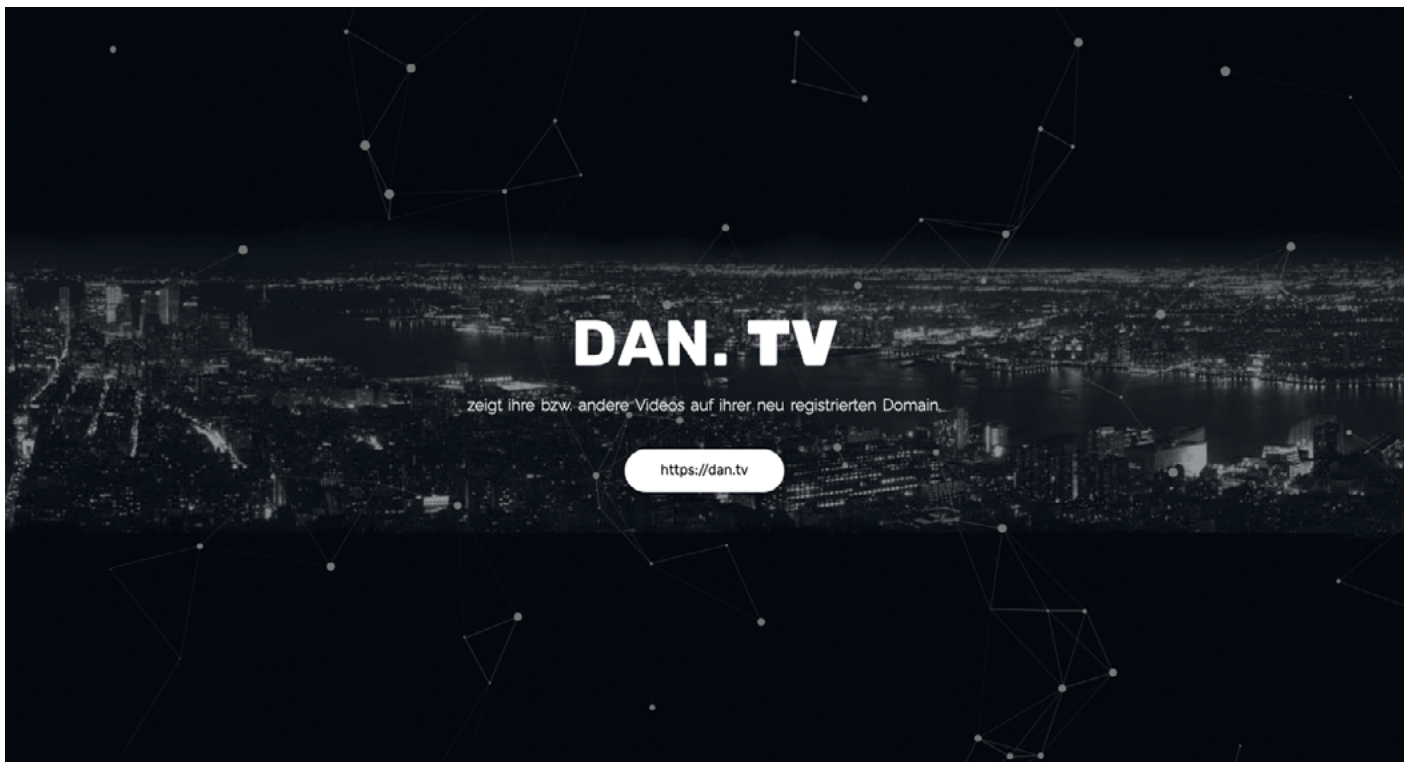 DAN. TV
zeigt ihre bzw. andere Videos auf ihrer neu registrierten Domain.
https://dan.tv